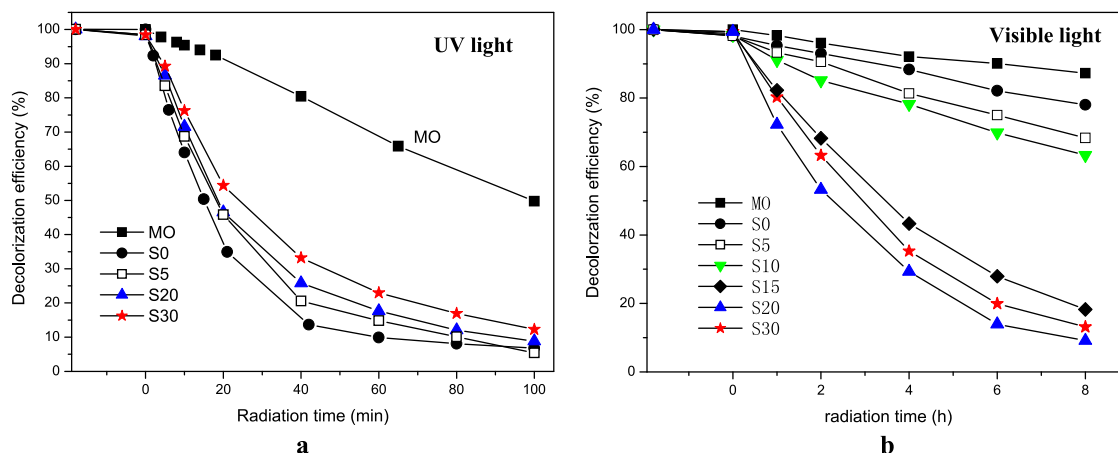 UV light
MO
MO
S0
S5
S20
S30
100
90
80
70
60
50
40
30
20
10
0
Decolorization efficiency (%)
0 20 40 60 80 100
Radiation time (min)
a
Visible light
MO
S0
S5
S10
S15
S20
S30
100
80
60
40
20
0
Decolorzation efficiency (%)
0 2 4 6 8
radiation time (h)
b